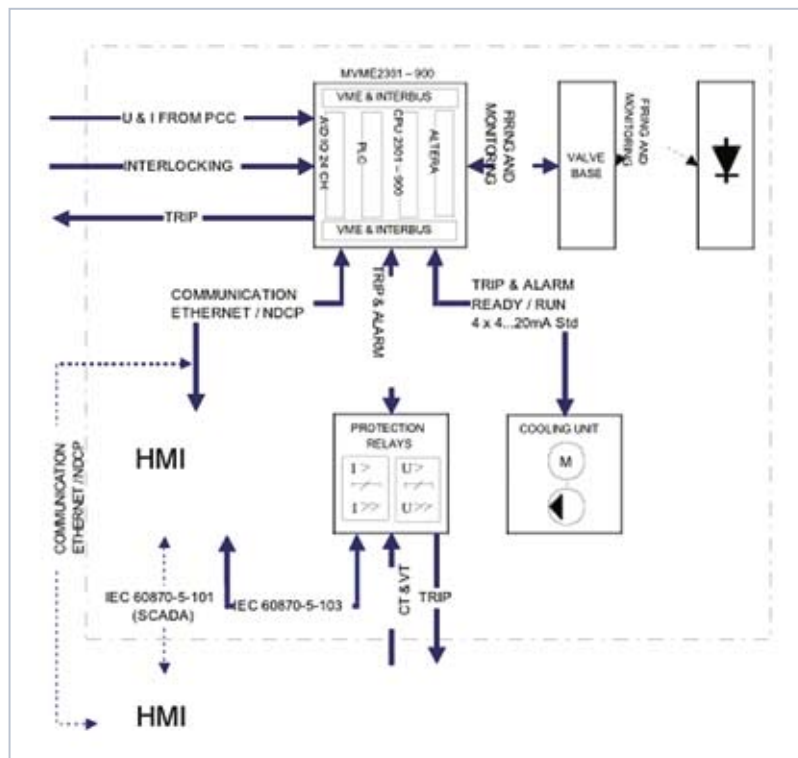 MVME2301 – 900
VME & INTERBUS
A/D IO 24 CH
PLC
CPU 2301 – 900
ALTERA
VME & INTERBUS
U & I FROM PCC
INTERLOCKING
TRIP
FIRING AND
MONITORING
VALVE
BASE
FIRING AND
MONITORING
COMMUNICATION
ETHERNET / NDCP
TRIP & ALARM
TRIP & ALARM
READY / RUN
4 x 4...20mA Std
COMMUNICATION
ETHERNET /NDCP
HMI
PROTECTION
RELAYS
I >
I >>
U >
U >>
COOLING UNIT
M
IEC 60870-5-101
(SCADA)
IEC 60870-5-103
CT & VT
TRIP
HMI